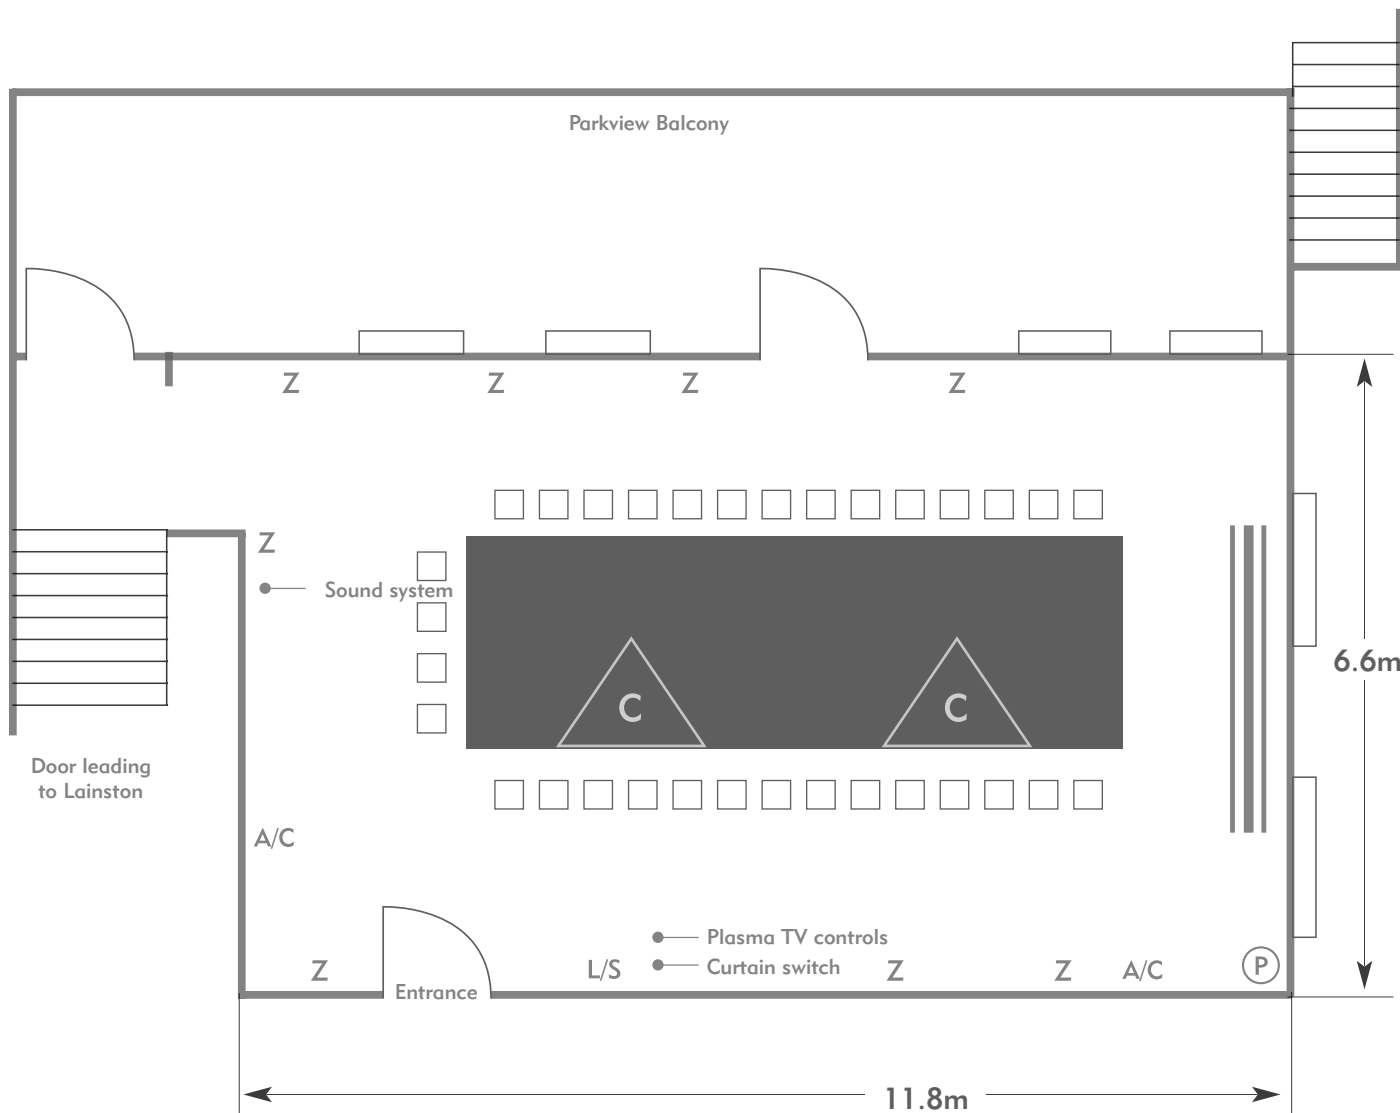 Parkview Balcony
Z
Z
Z
Z
Z
Sound system
6.6m
C
C
Door leading
to Lainston
A/C
Plasma TV controls
Z
L/S
Curtain switch
Z
Z
A/C
P
Entrance
11.8m